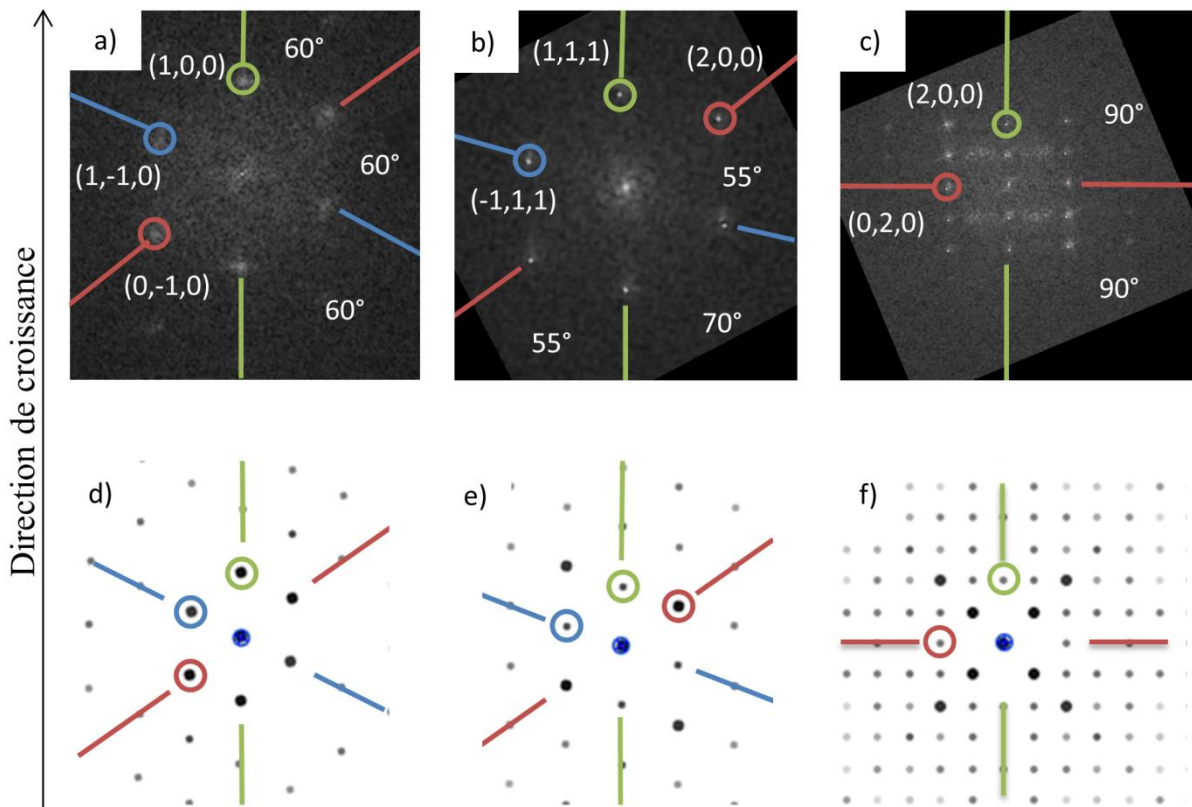 Direction de croissance
a)
(1,0,0)
60°
60°
(1,-1,0)
(0,-1,0)
60°
b)
(1,1,1)
(2,0,0)
(-1,1,1)
55°
70°
55°
c)
(2,0,0)
90°
(0,2,0)
90°
d)
e)
f)